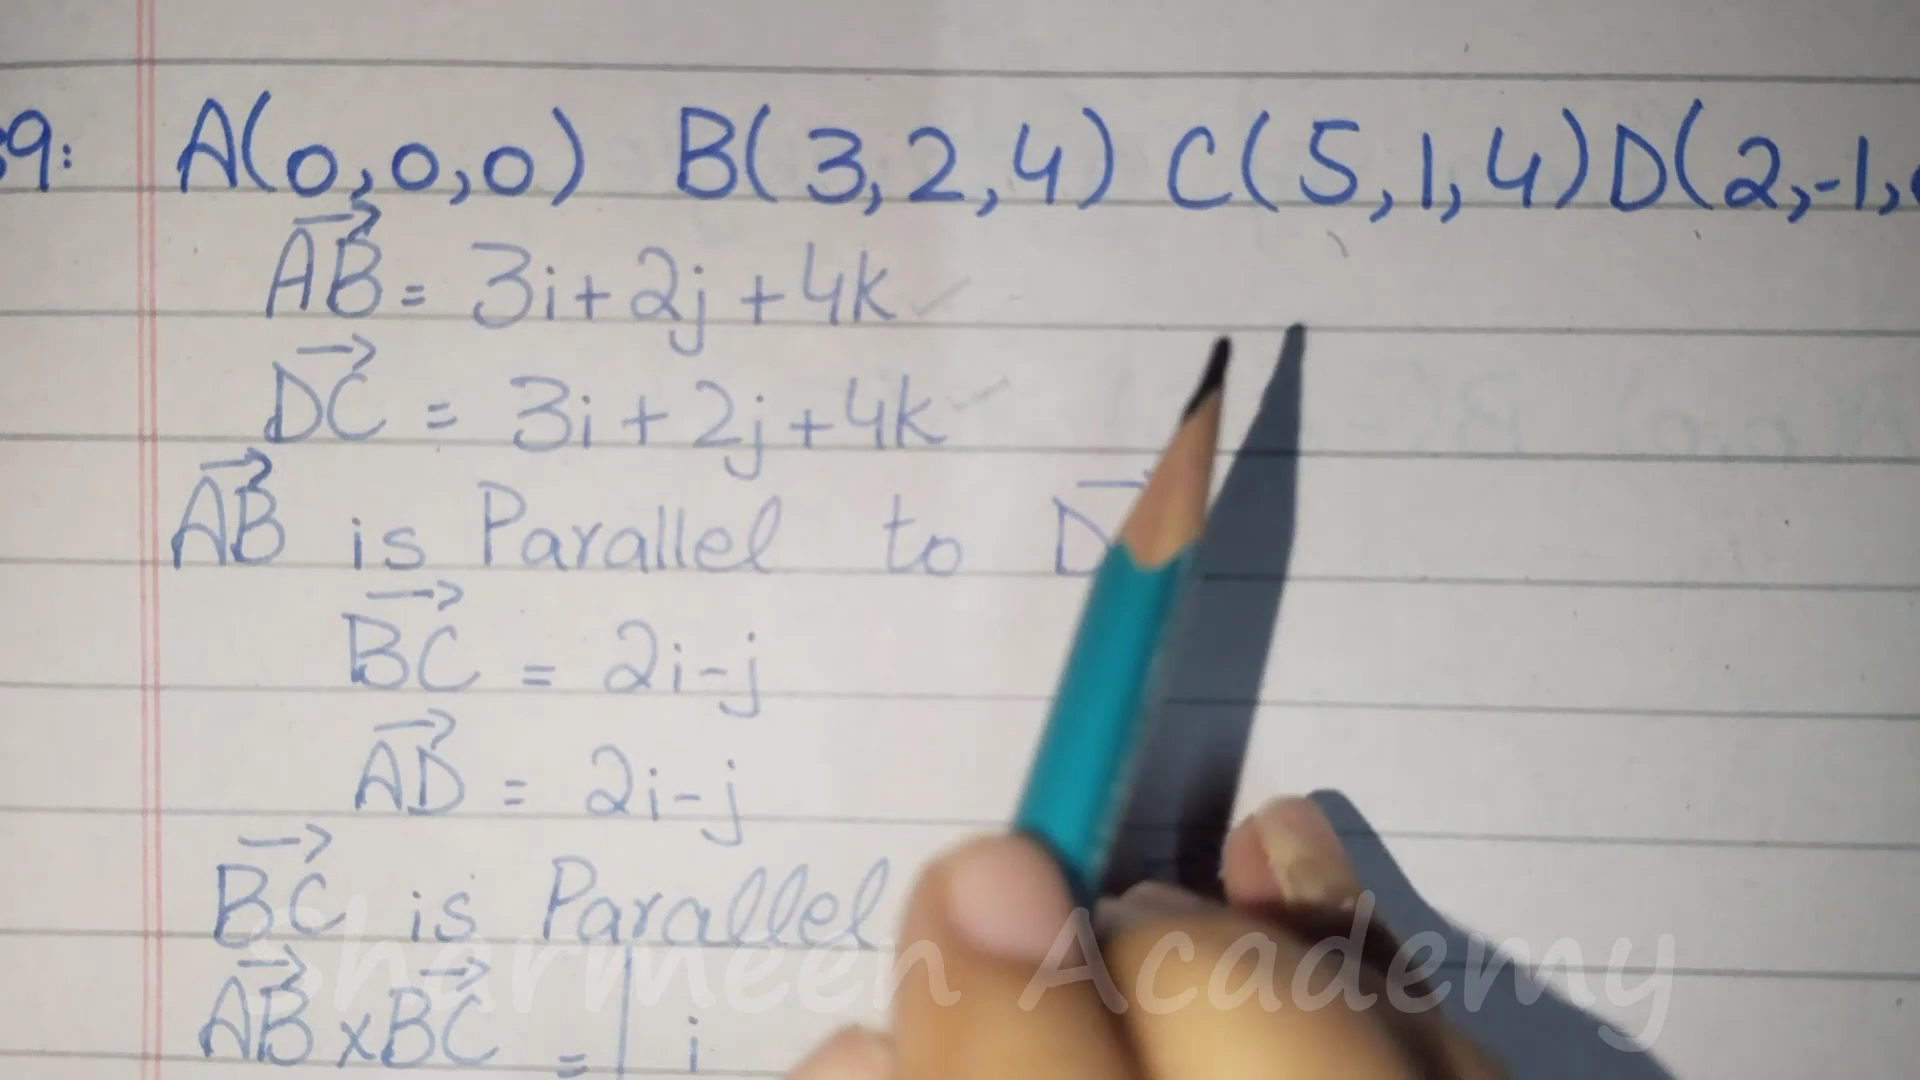 39: A(0,0,0) B(3,2,4) C(5,1,4) D(2,-1,
AB = 3i + 2j + 4k
DC = 3i + 2j + 4k
AB is Parallel to D
BC = 2i - j
AD = 2i - j
BC is Parallel
AB x BC = | i
Sharmeen Academy